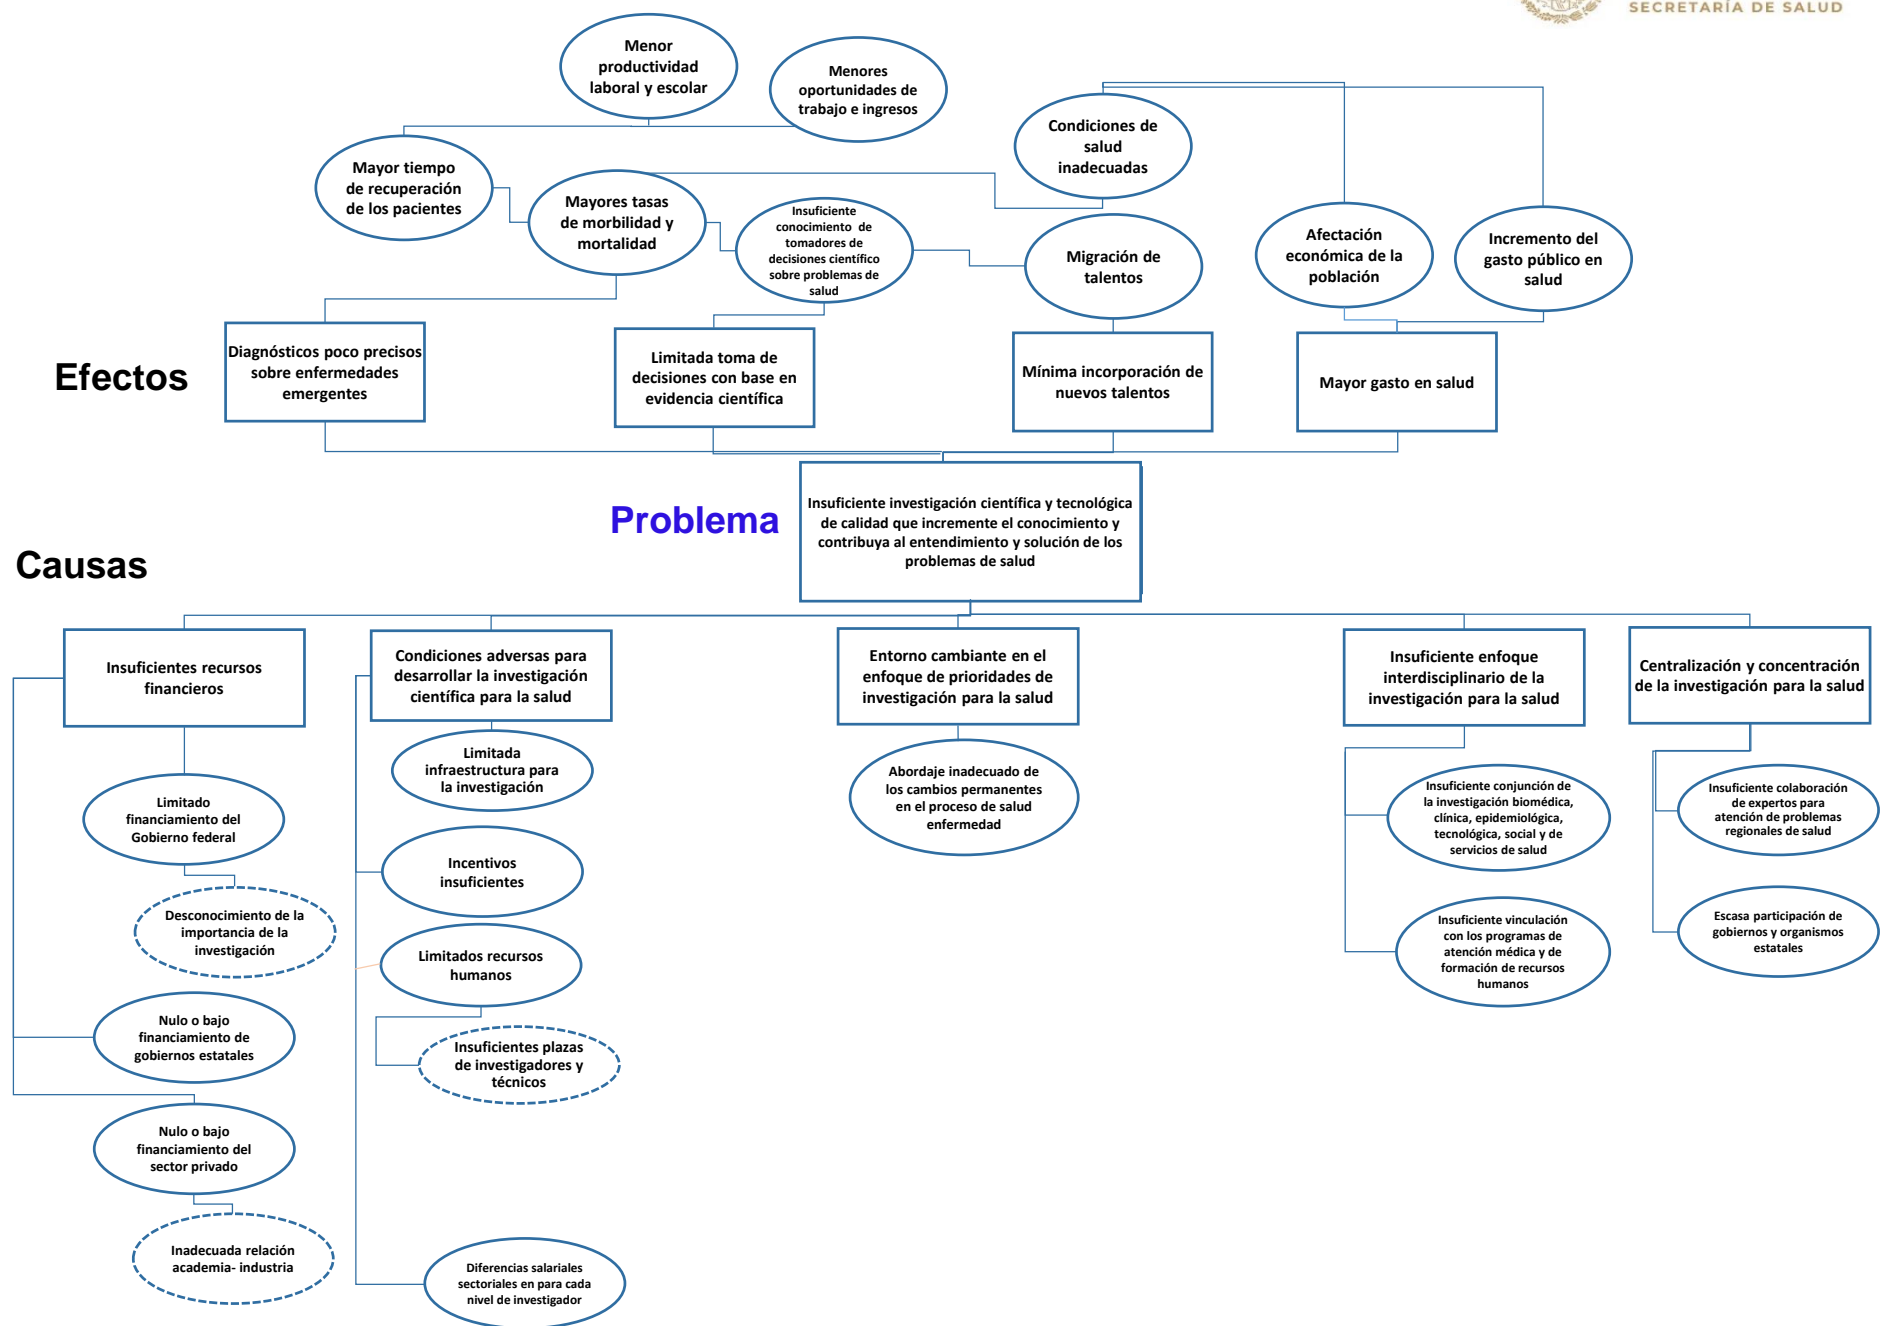 SECRETARÍA DE SALUD
Menor
productividad
laboral y escolar
Menores
oportunidades de
trabajo e ingresos
Condiciones de
salud
inadecuadas
Mayor tiempo
de recuperación
de los pacientes
Mayores tasas
de morbilidad y
mortalidad
Insuficiente
conocimiento de
tomadores de
decisiones científico
sobre problemas de
salud
Migración de
talentos
Afectación
económica de la
población
Incremento del
gasto público en
salud
Efectos
Diagnósticos poco precisos
sobre enfermedades
emergentes
Limitada toma de
decisiones con base en
evidencia científica
Mínima incorporación de
nuevos talentos
Mayor gasto en salud
Problema
Insuficiente investigación científica y tecnológica
de calidad que incremente el conocimiento y
contribuya al entendimiento y solución de los
problemas de salud
Causas
Insuficientes recursos
financieros
Condiciones adversas para
desarrollar la investigación
científica para la salud
Entorno cambiante en el
enfoque de prioridades de
investigación para la salud
Insuficiente enfoque
interdisciplinario de la
investigación para la salud
Centralización y concentración
de la investigación para la salud
Limitado
financiamiento del
Gobierno federal
Desconocimiento de la
importancia de la
investigación
Nulo o bajo
financiamiento de
gobiernos estatales
Nulo o bajo
financiamiento del
sector privado
Inadecuada relación
academia- industria
Limitada
infraestructura para
la investigación
Incentivos
insuficientes
Limitados recursos
humanos
Insuficientes plazas
de investigadores y
técnicos
Diferencias salariales
sectoriales en para cada
nivel de investigador
Abordaje inadecuado de
los cambios permanentes
en el proceso de salud
enfermedad
Insuficiente conjunción de
la investigación biomédica,
clínica, epidemiológica,
tecnológica, social y de
servicios de salud
Insuficiente vinculación
con los programas de
atención médica y de
formación de recursos
humanos
Insuficiente colaboración
de expertos para
atención de problemas
regionales de salud
Escasa participación de
gobiernos y organismos
estatales